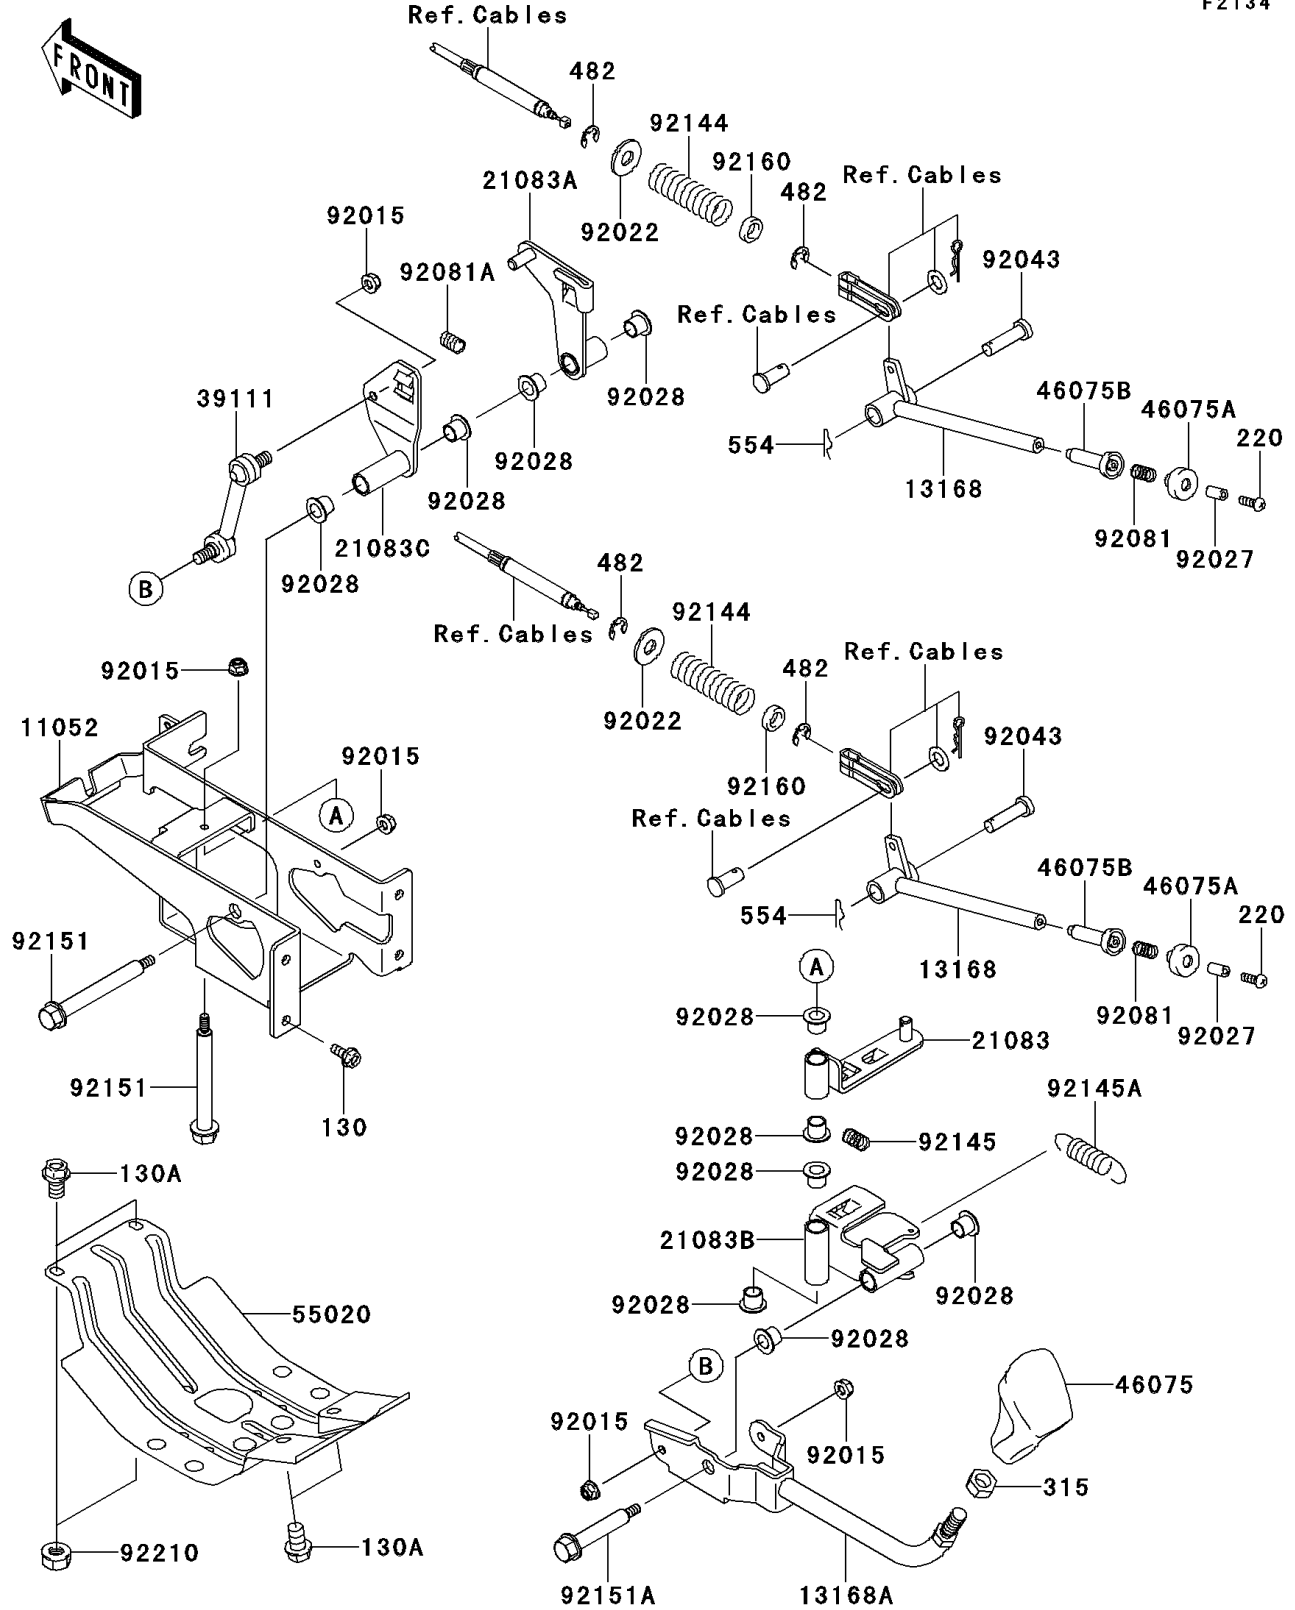 F2134
Ref.Cables
FRONT
482
92144
92160
Ref.Cables
21083A
482
92015
92022
92043
92081A
Ref.Cables
39111
92028
46075B
46075A
220
554
92028
13168
92028
92081
21083C
92027
482
B
92028
92144
Ref.Cables
Ref.Cables
92015
482
11052
92022
92043
92015
92160
A
Ref.Cables
46075B
46075A
554
220
92151
A
13168
92028
92081
92027
21083
92151
92145A
130
92028
92145
92028
130A
21083B
92028
92028
55020
92028
B
46075
92015
92015
315
92210
130A
92151A
13168A